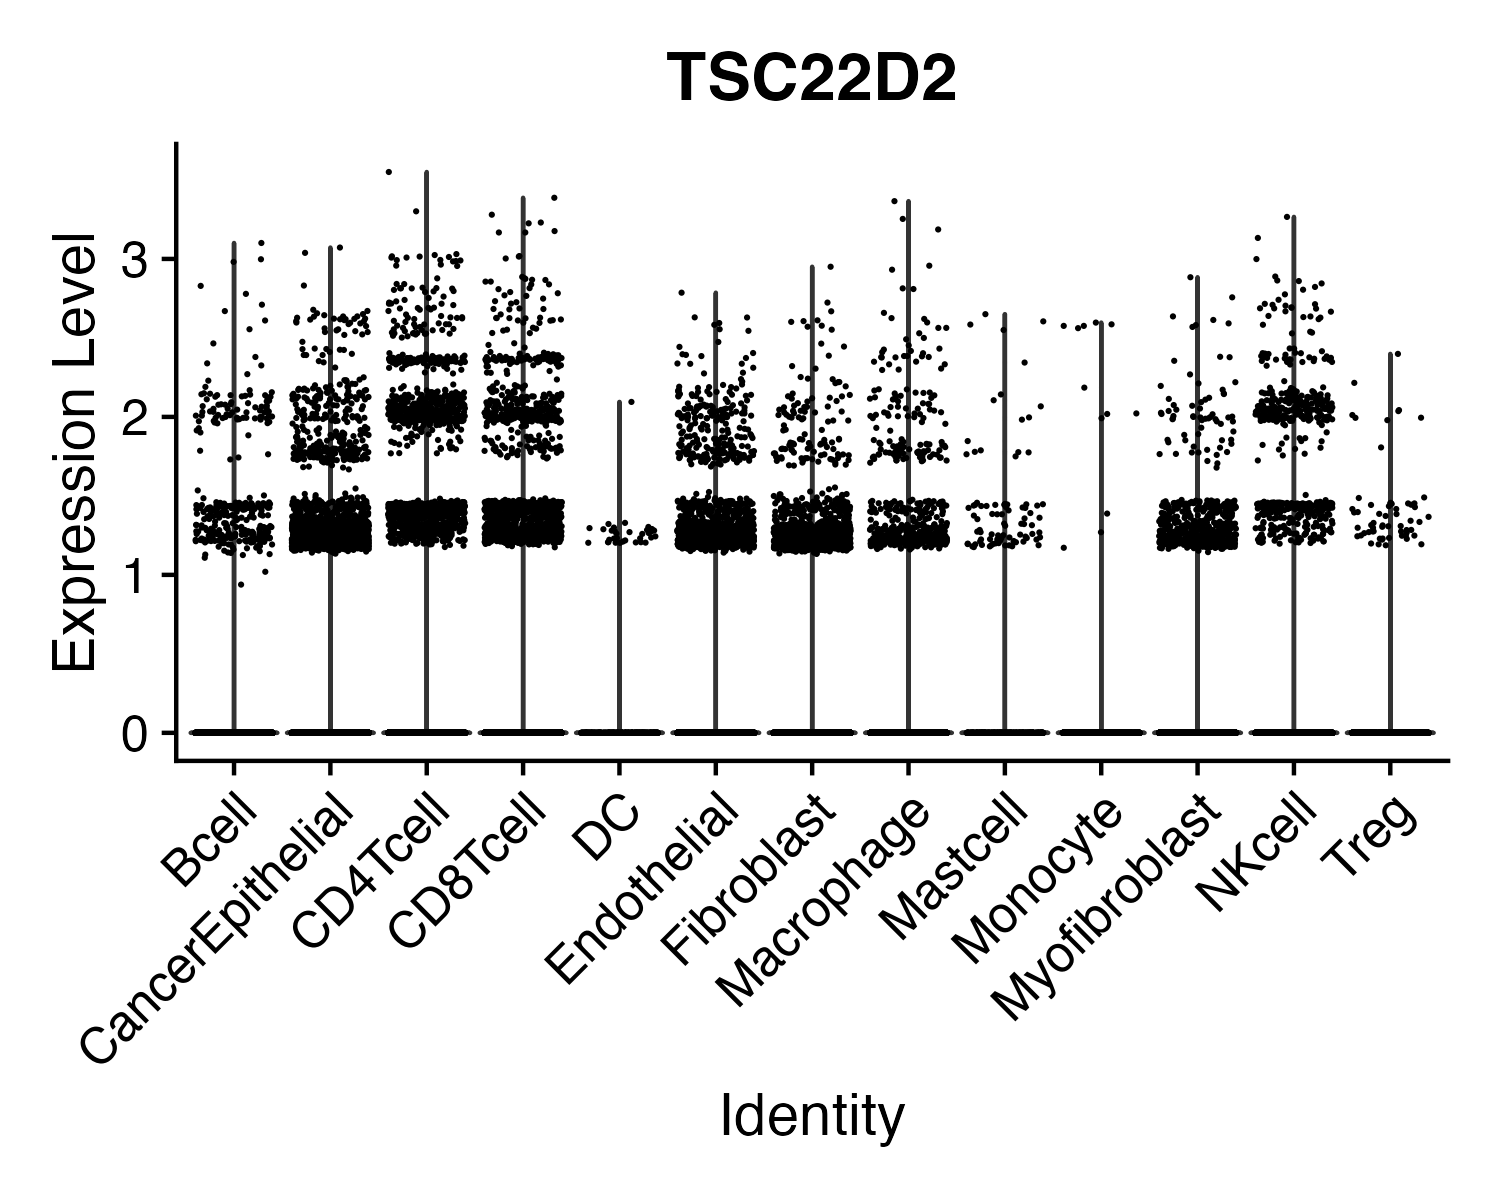 TSC22D2
Expression Level
3
2
1
0
Bcell
CancerEpithelial
CD4Tcell
CD8Tcell
DC
Endothelial
Fibroblast
Macrophage
Mastcell
Monocyte
Myofibroblast
NKcell
Treg
Identity